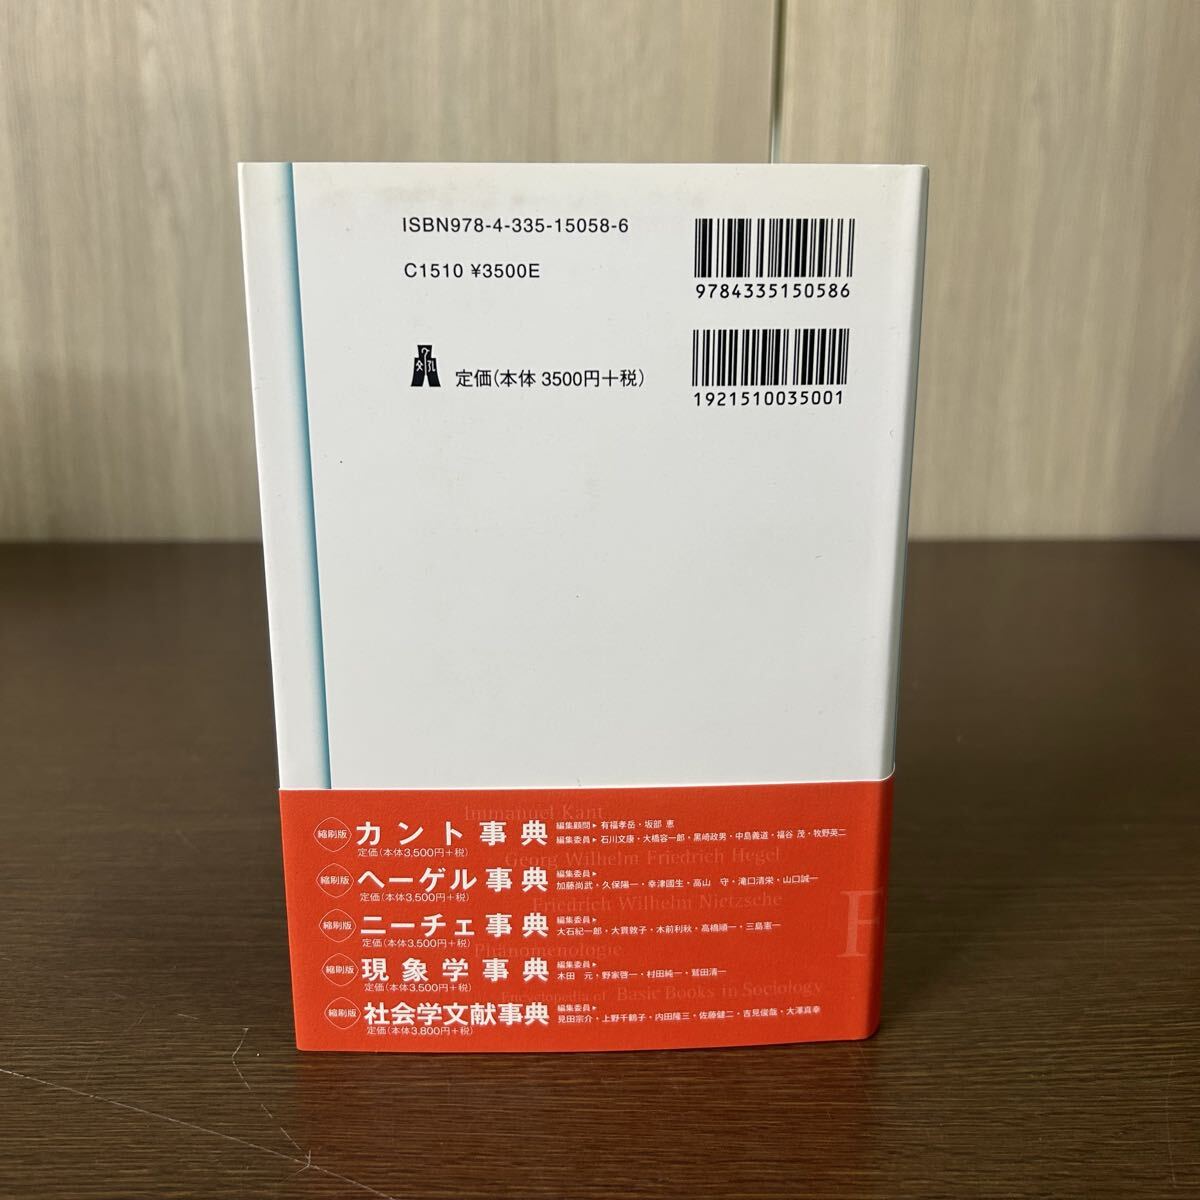 ISBN978-4-335-15058-6
C1510 ¥3500E
9784335150586
定価(本体 3500円+税)
1921510035001
Immanuel Kant
縮刷版 カント事典 編集顧問▶有福孝岳・坂部 恵
定価(本体3,500円+税) 編集委員▶石川文康・大橋容一郎・黒崎政男・中島義道・福谷 茂・牧野英二
Georg Wilhelm Friedrich Hegel
縮刷版 ヘーゲル事典 編集委員▶
定価(本体3,500円+税) 加藤尚武・久保陽一・幸津國生・高山 守・滝口清栄・山口誠一
Friedrich Wilhelm Nietzsche
縮刷版 ニーチェ事典 編集委員▶
定価(本体3,500円+税) 大石紀一郎・大貫敦子・木前利秋・高橋順一・三島憲一
Phänomenologie
縮刷版 現象学事典 編集委員▶
定価(本体3,500円+税) 木田 元・野家啓一・村田純一・鷲田清一
Encyclopedia of Basic Books in Sociology
縮刷版 社会学文献事典 編集委員▶
定価(本体3,800円+税) 見田宗介・上野千鶴子・内田隆三・佐藤健二・吉見俊哉・大澤真幸
F